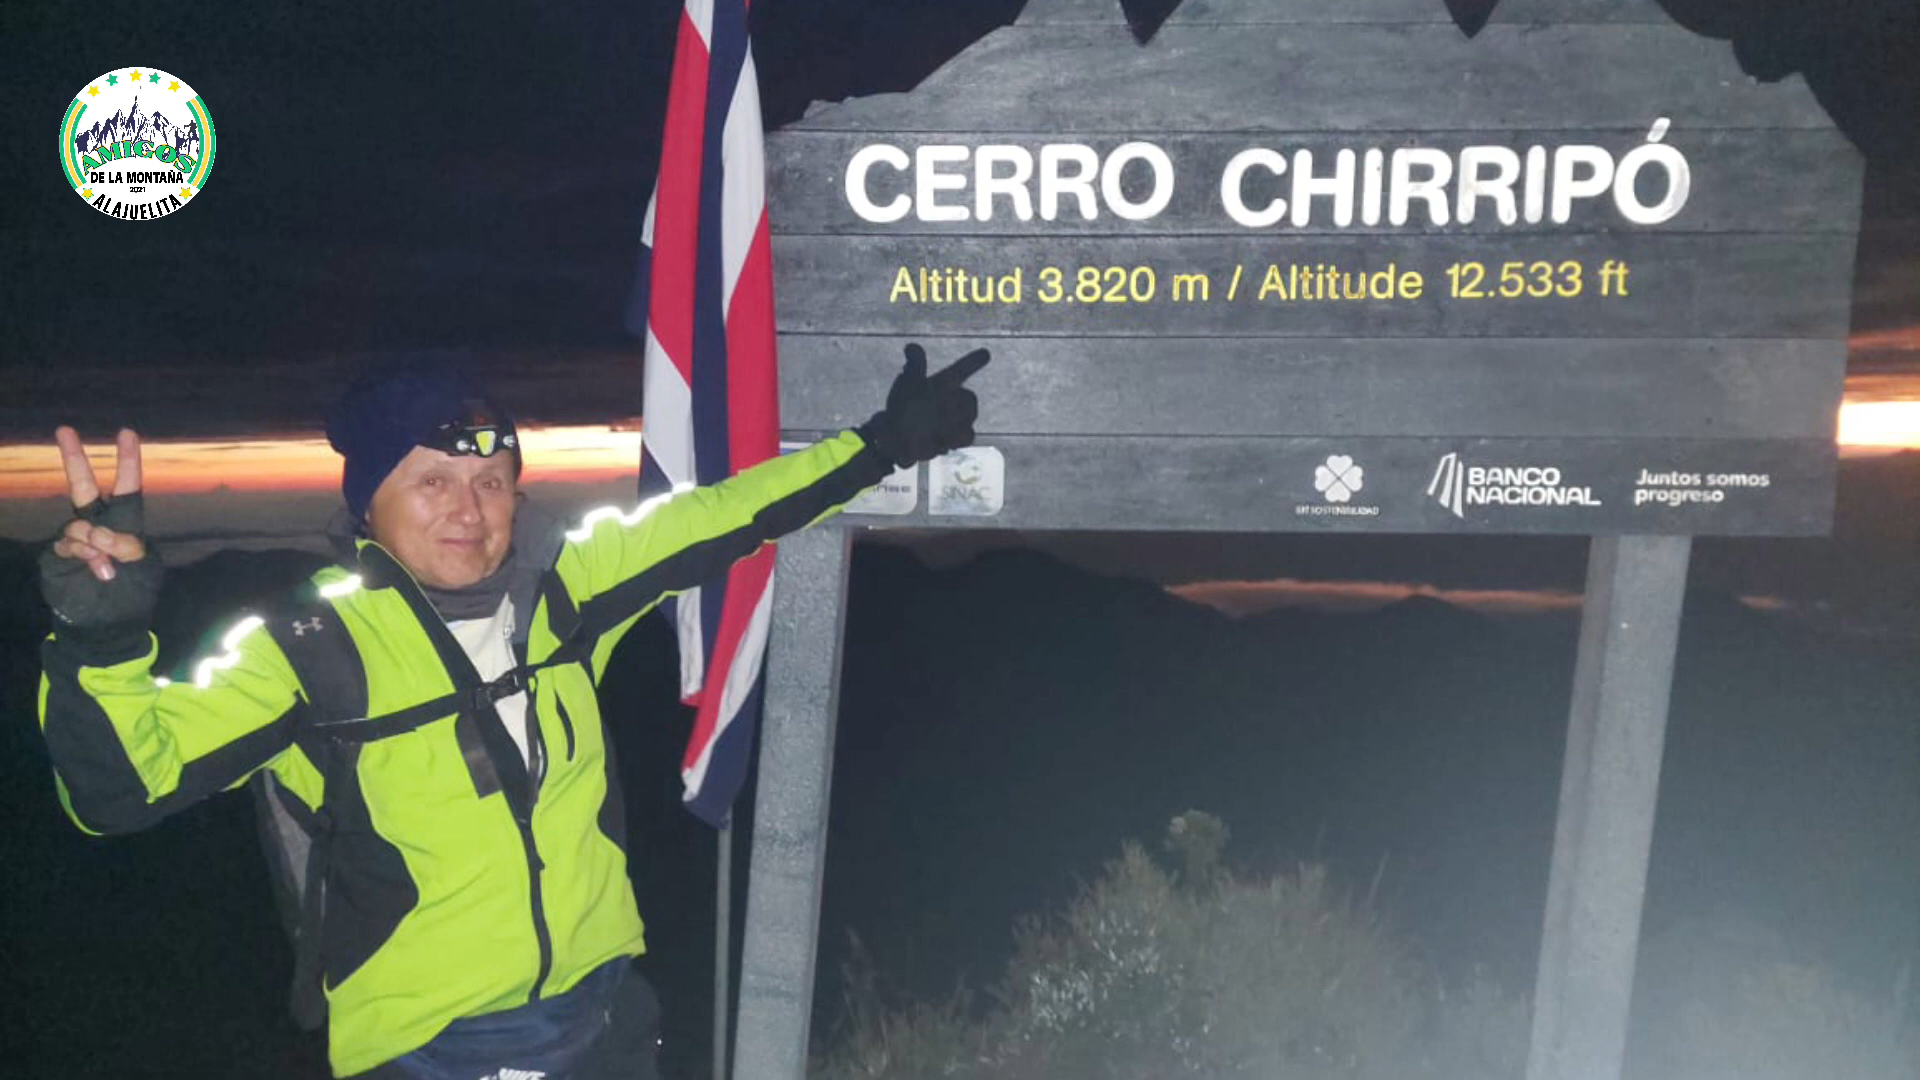 AMIGOS
DE LA MONTAÑA
2021
ALAJUELITA
CERRO CHIRRIPÓ
Altitud 3.820 m / Altitude 12.533 ft
SINAC
BANCO
NACIONAL
Juntos somos
progreso
NIKE